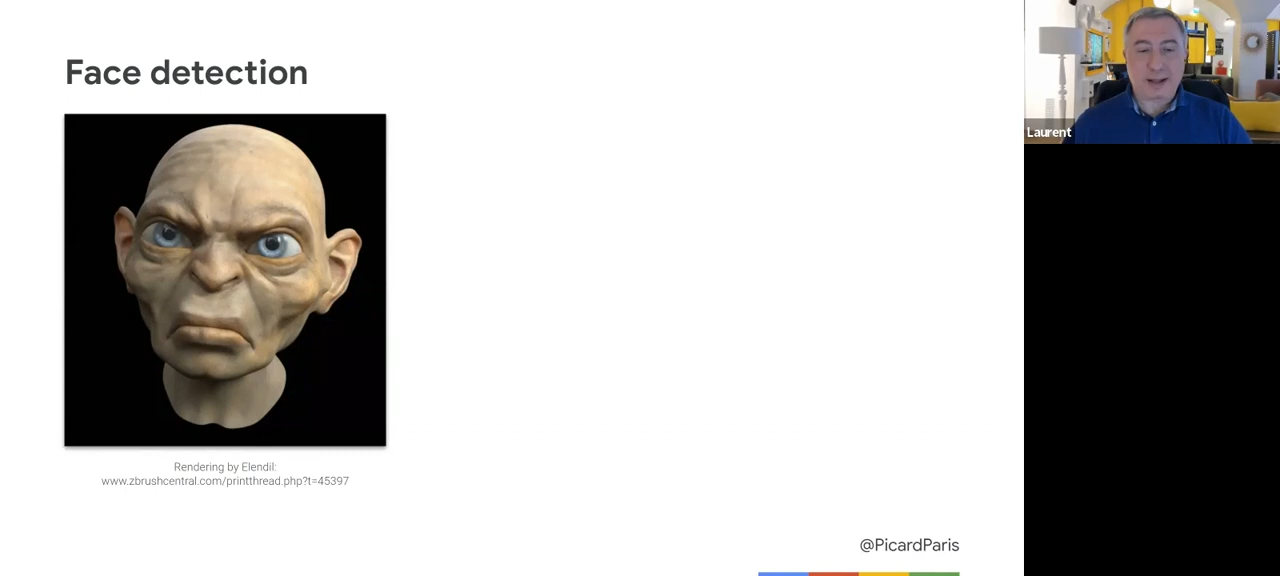 Face detection
Laurent
Rendering by Elendil:
www.zbrushcentral.com/printthread.php?t=45397
@PicardParis